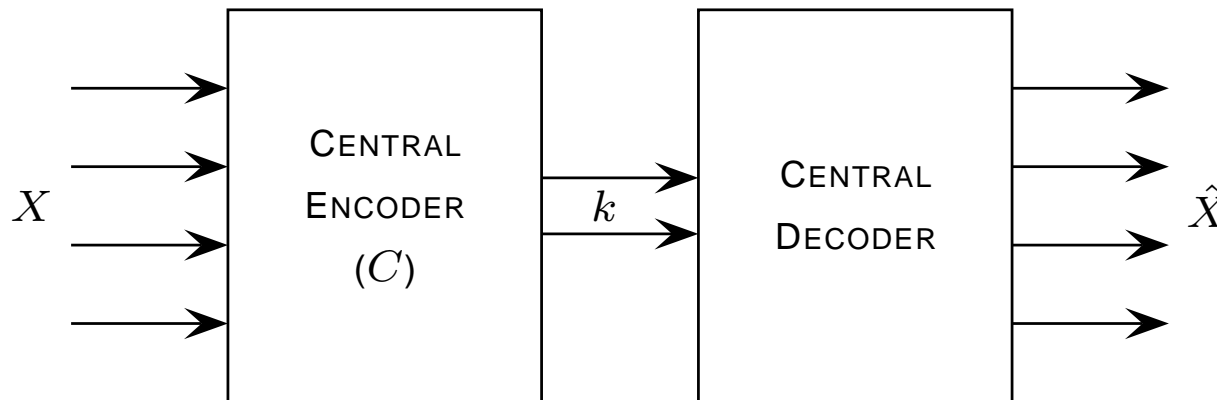 X
CENTRAL
ENCODER
(C)
k
CENTRAL
DECODER
X̂